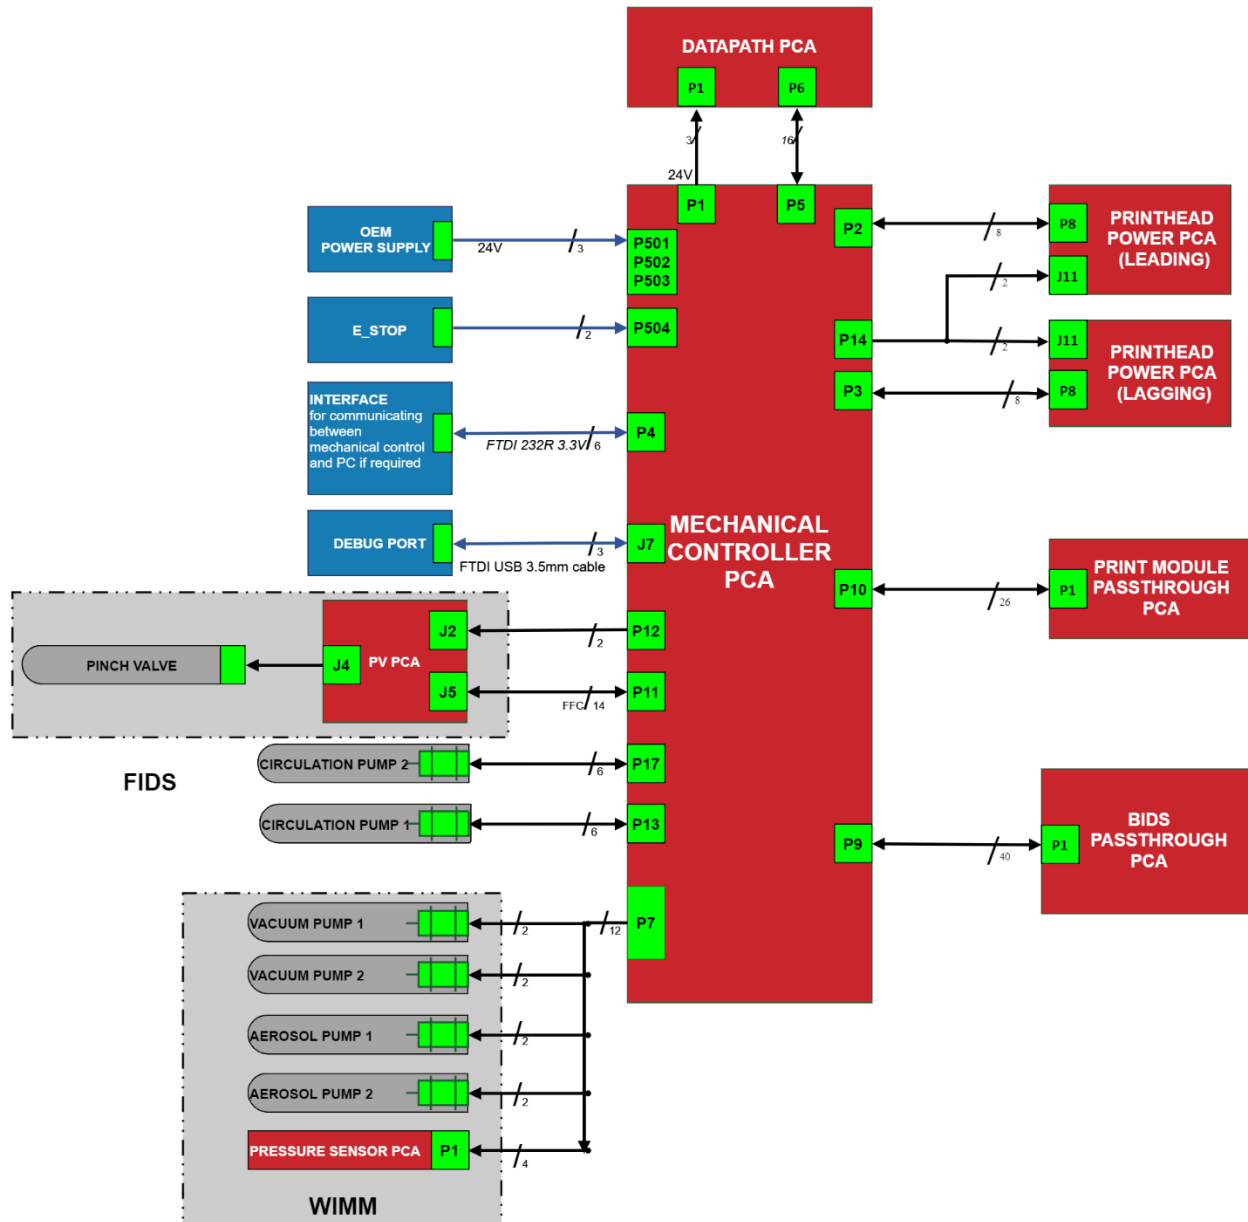 DATAPATH PCA
P1
P6
3
16
24V
P1
P5
OEM
POWER SUPPLY
24V
3
P501
P502
P503
E_STOP
2
P504
INTERFACE
for communicating
between
mechanical control
and PC if required
FTDI 232R 3.3V
6
P4
DEBUG PORT
3
FTDI USB 3.5mm cable
J7
MECHANICAL
CONTROLLER
PCA
P2
8
P8
PRINTHEAD
POWER PCA
(LEADING)
J11
2
P14
2
J11
PRINTHEAD
POWER PCA
(LAGGING)
P3
8
P8
P10
26
P1
PRINT MODULE
PASSTHROUGH
PCA
P9
40
P1
BIDS
PASSTHROUGH
PCA
PINCH VALVE
J4
PV PCA
J2
2
P12
J5
FFC
14
P11
FIDS
CIRCULATION PUMP 2
6
P17
CIRCULATION PUMP 1
6
P13
VACUUM PUMP 1
2
12
P7
VACUUM PUMP 2
2
AEROSOL PUMP 1
2
AEROSOL PUMP 2
2
PRESSURE SENSOR PCA
P1
4
WIMM